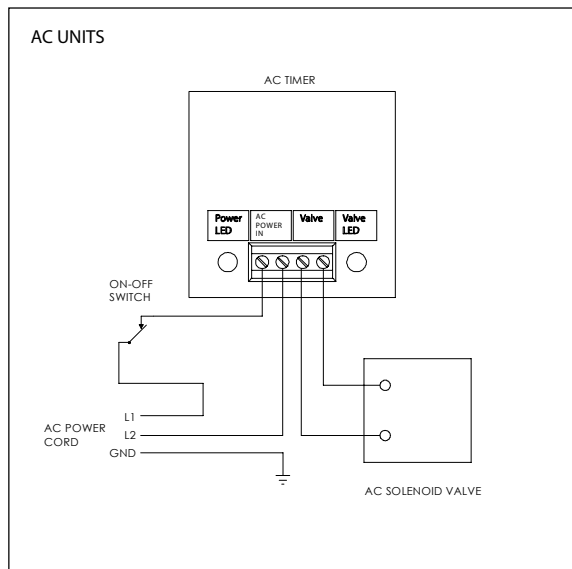 AC UNITS
AC TIMER
Power
LED
AC
POWER
IN
Valve
Valve
LED
ON-OFF
SWITCH
L1
AC POWER
CORD
L2
GND
AC SOLENOID VALVE